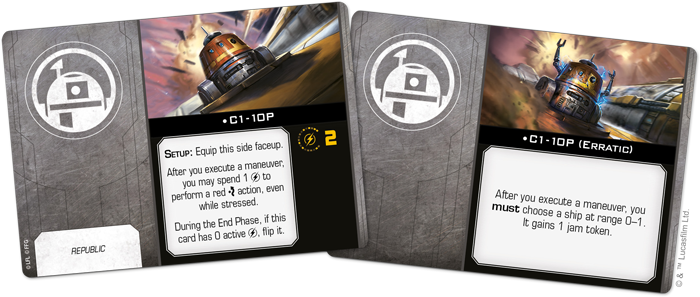 •C1-10P
SETUP: Equip this side faceup.
After you execute a maneuver,
you may spend 1 to
perform a red action, even
while stressed.
During the End Phase, if this
card has 0 active , flip it.
2
REPUBLIC
©LFL ©FFG
•C1-10P (ERRATIC)
After you execute a maneuver, you
must choose a ship at range 0–1.
It gains 1 jam token.
© & ™ Lucasfilm Ltd.